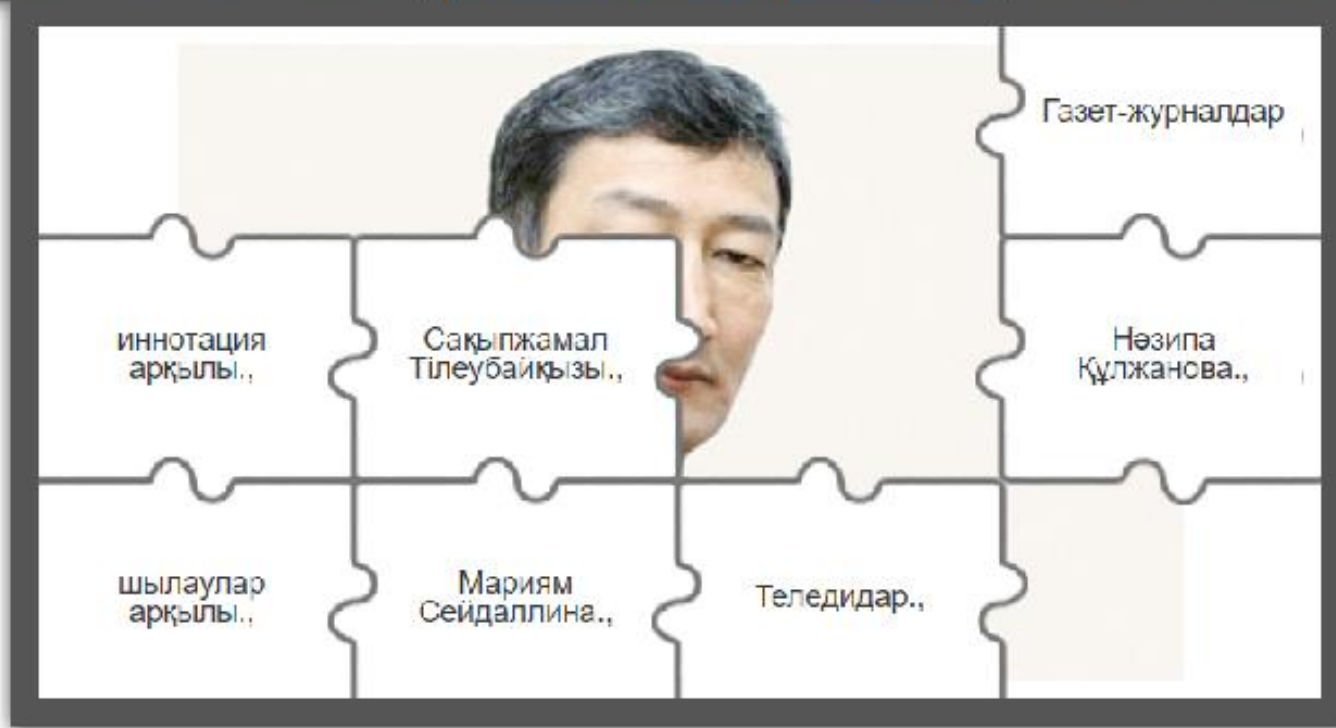 Газет-журналдар ,
иннотация
арқылы.,
Сақыпжамал
Тілеубайқызы.,
Нәзипа
Құлжанова.,
шылаулар
арқылы.,
Мариям
Сейдаллина.,
Теледидар.,